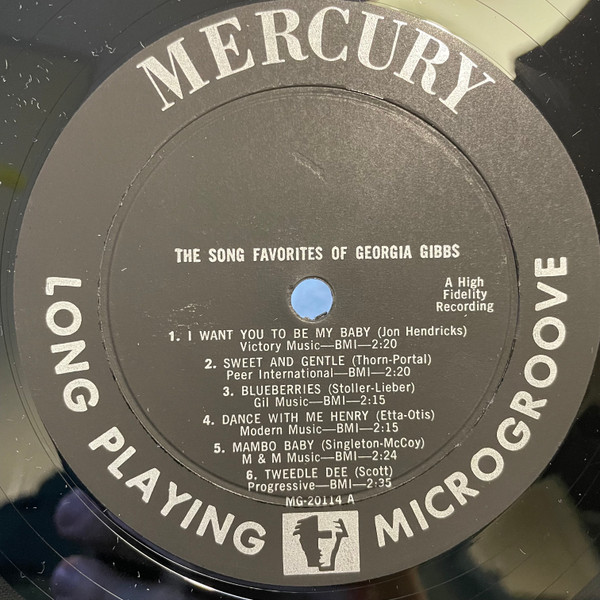 MERCURY
THE SONG FAVORITES OF GEORGIA GIBBS
A High
Fidelity
Recording
1. I WANT YOU TO BE MY BABY (Jon Hendricks)
Victory Music—BMI—2:20
2. SWEET AND GENTLE (Thorn-Portal)
Peer International—BMI—2:20
3. BLUEBERRIES (Stoller-Lieber)
Gil Music—BMI—2:15
4. DANCE WITH ME HENRY (Etta-Otis)
Modern Music—BMI—2:15
5. MAMBO BABY (Singleton-McCoy)
M & M Music—BMI—2:24
6. TWEEDLE DEE (Scott)
Progressive—BMI—2:35
MG-20114 A
LONG PLAYING MICROGROOVE